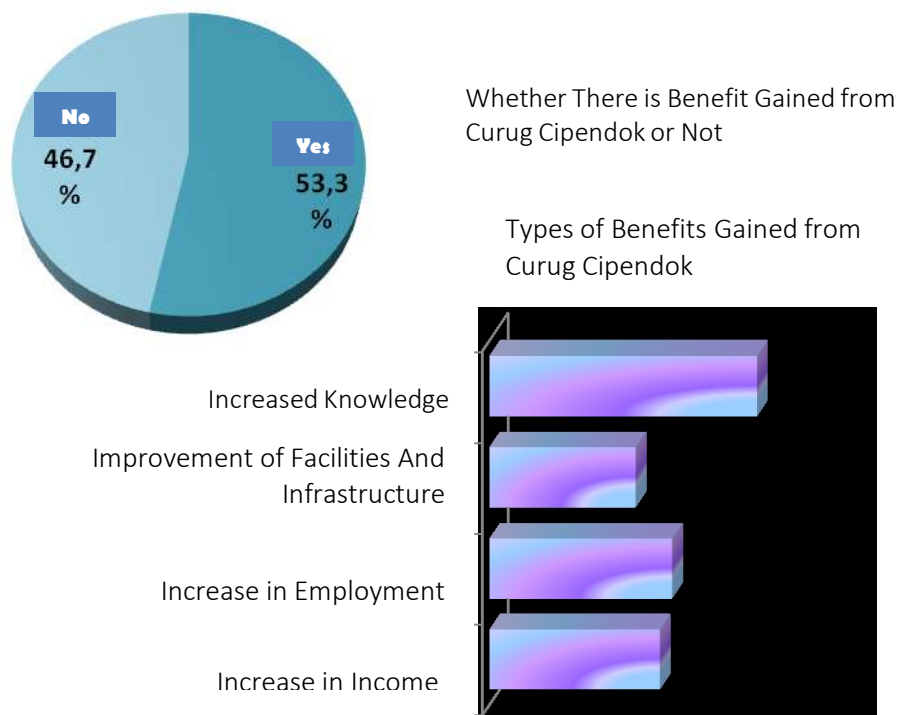 No
46,7
%
Yes
53,3
%
Whether There is Benefit Gained from
Curug Cipendok or Not
Types of Benefits Gained from
Curug Cipendok
Increased Knowledge
Improvement of Facilities And
Infrastructure
Increase in Employment
Increase in Income